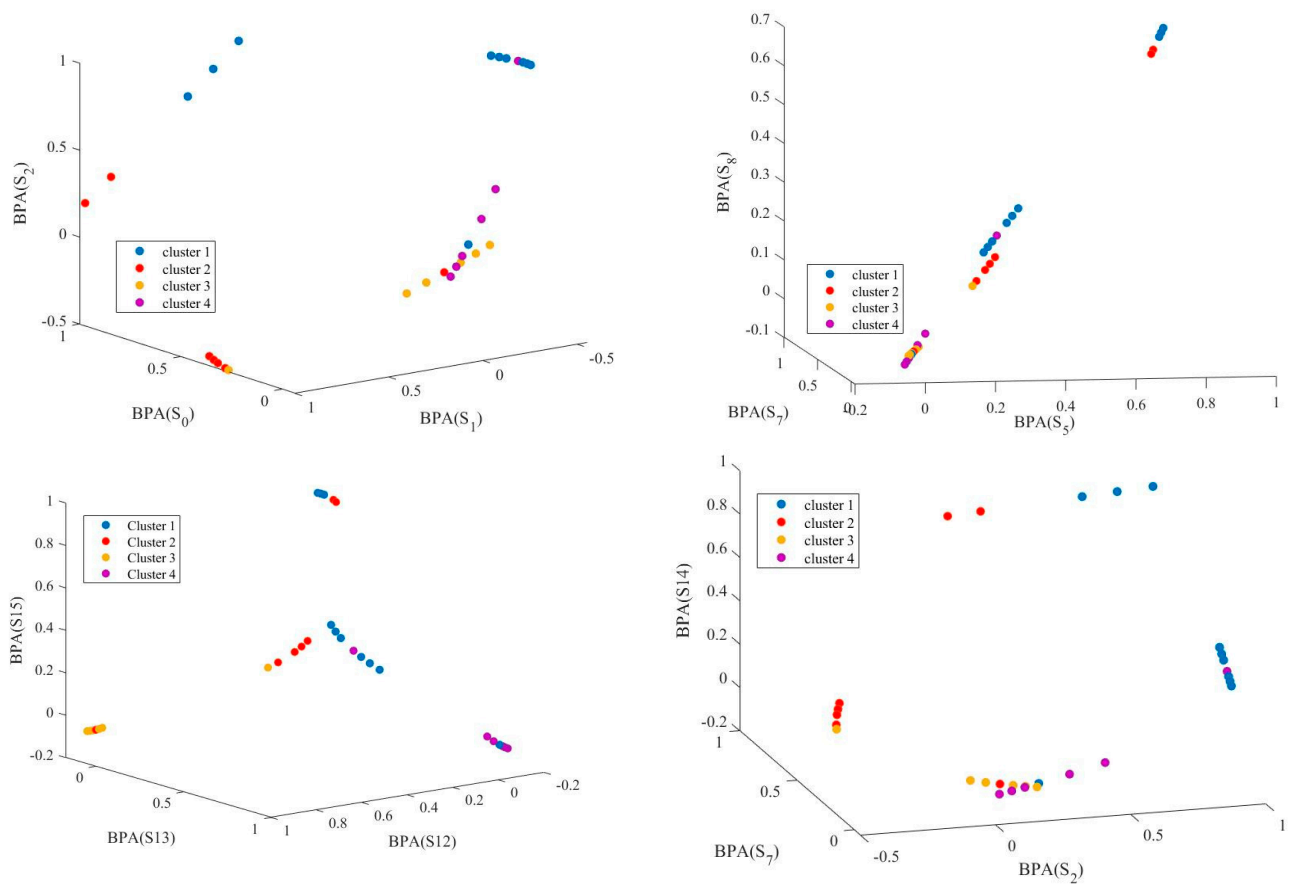 1
0.5
0
-0.5
BPA(S2)
1
0.5
0
BPA(S0)
1
0.5
0
-0.5
BPA(S1)
cluster 1
cluster 2
cluster 3
cluster 4
0.7
0.6
0.5
0.4
0.3
0.2
0.1
0
-0.1
BPA(S8)
1
0.5
0
BPA(S7)
-0.2
0
0.2
0.4
0.6
0.8
1
BPA(S5)
cluster 1
cluster 2
cluster 3
cluster 4
1
0.8
0.6
0.4
0.2
0
-0.2
BPA(S15)
0
0.5
1
BPA(S13)
1
0.8
0.6
0.4
0.2
0
-0.2
BPA(S12)
Cluster 1
Cluster 2
Cluster 3
Cluster 4
1
0.8
0.6
0.4
0.2
0
-0.2
BPA(S14)
1
0.5
0
BPA(S7)
-0.5
0
0.5
1
BPA(S2)
cluster 1
cluster 2
cluster 3
cluster 4